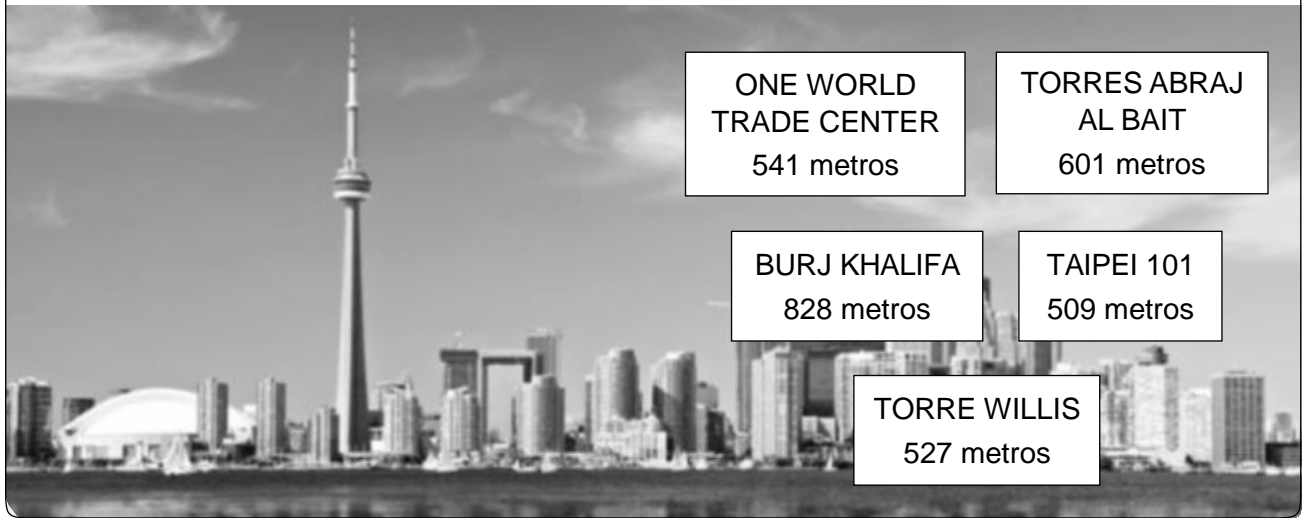 ONE WORLD
TRADE CENTER
541 metros
TORRES ABRAJ
AL BAIT
601 metros
BURJ KHALIFA
828 metros
TAIPEI 101
509 metros
TORRE WILLIS
527 metros